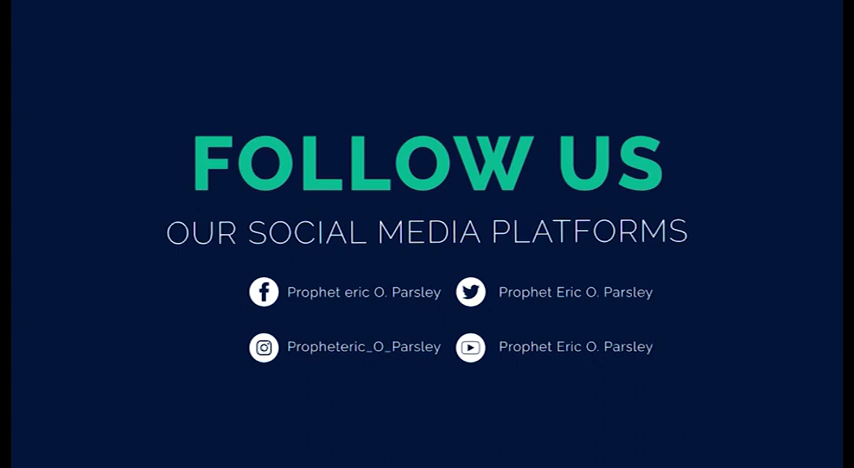 FOLLOW US
OUR SOCIAL MEDIA PLATFORMS
Prophet eric O. Parsley
Prophet Eric O. Parsley
Propheteric_O_Parsley
Prophet Eric O. Parsley